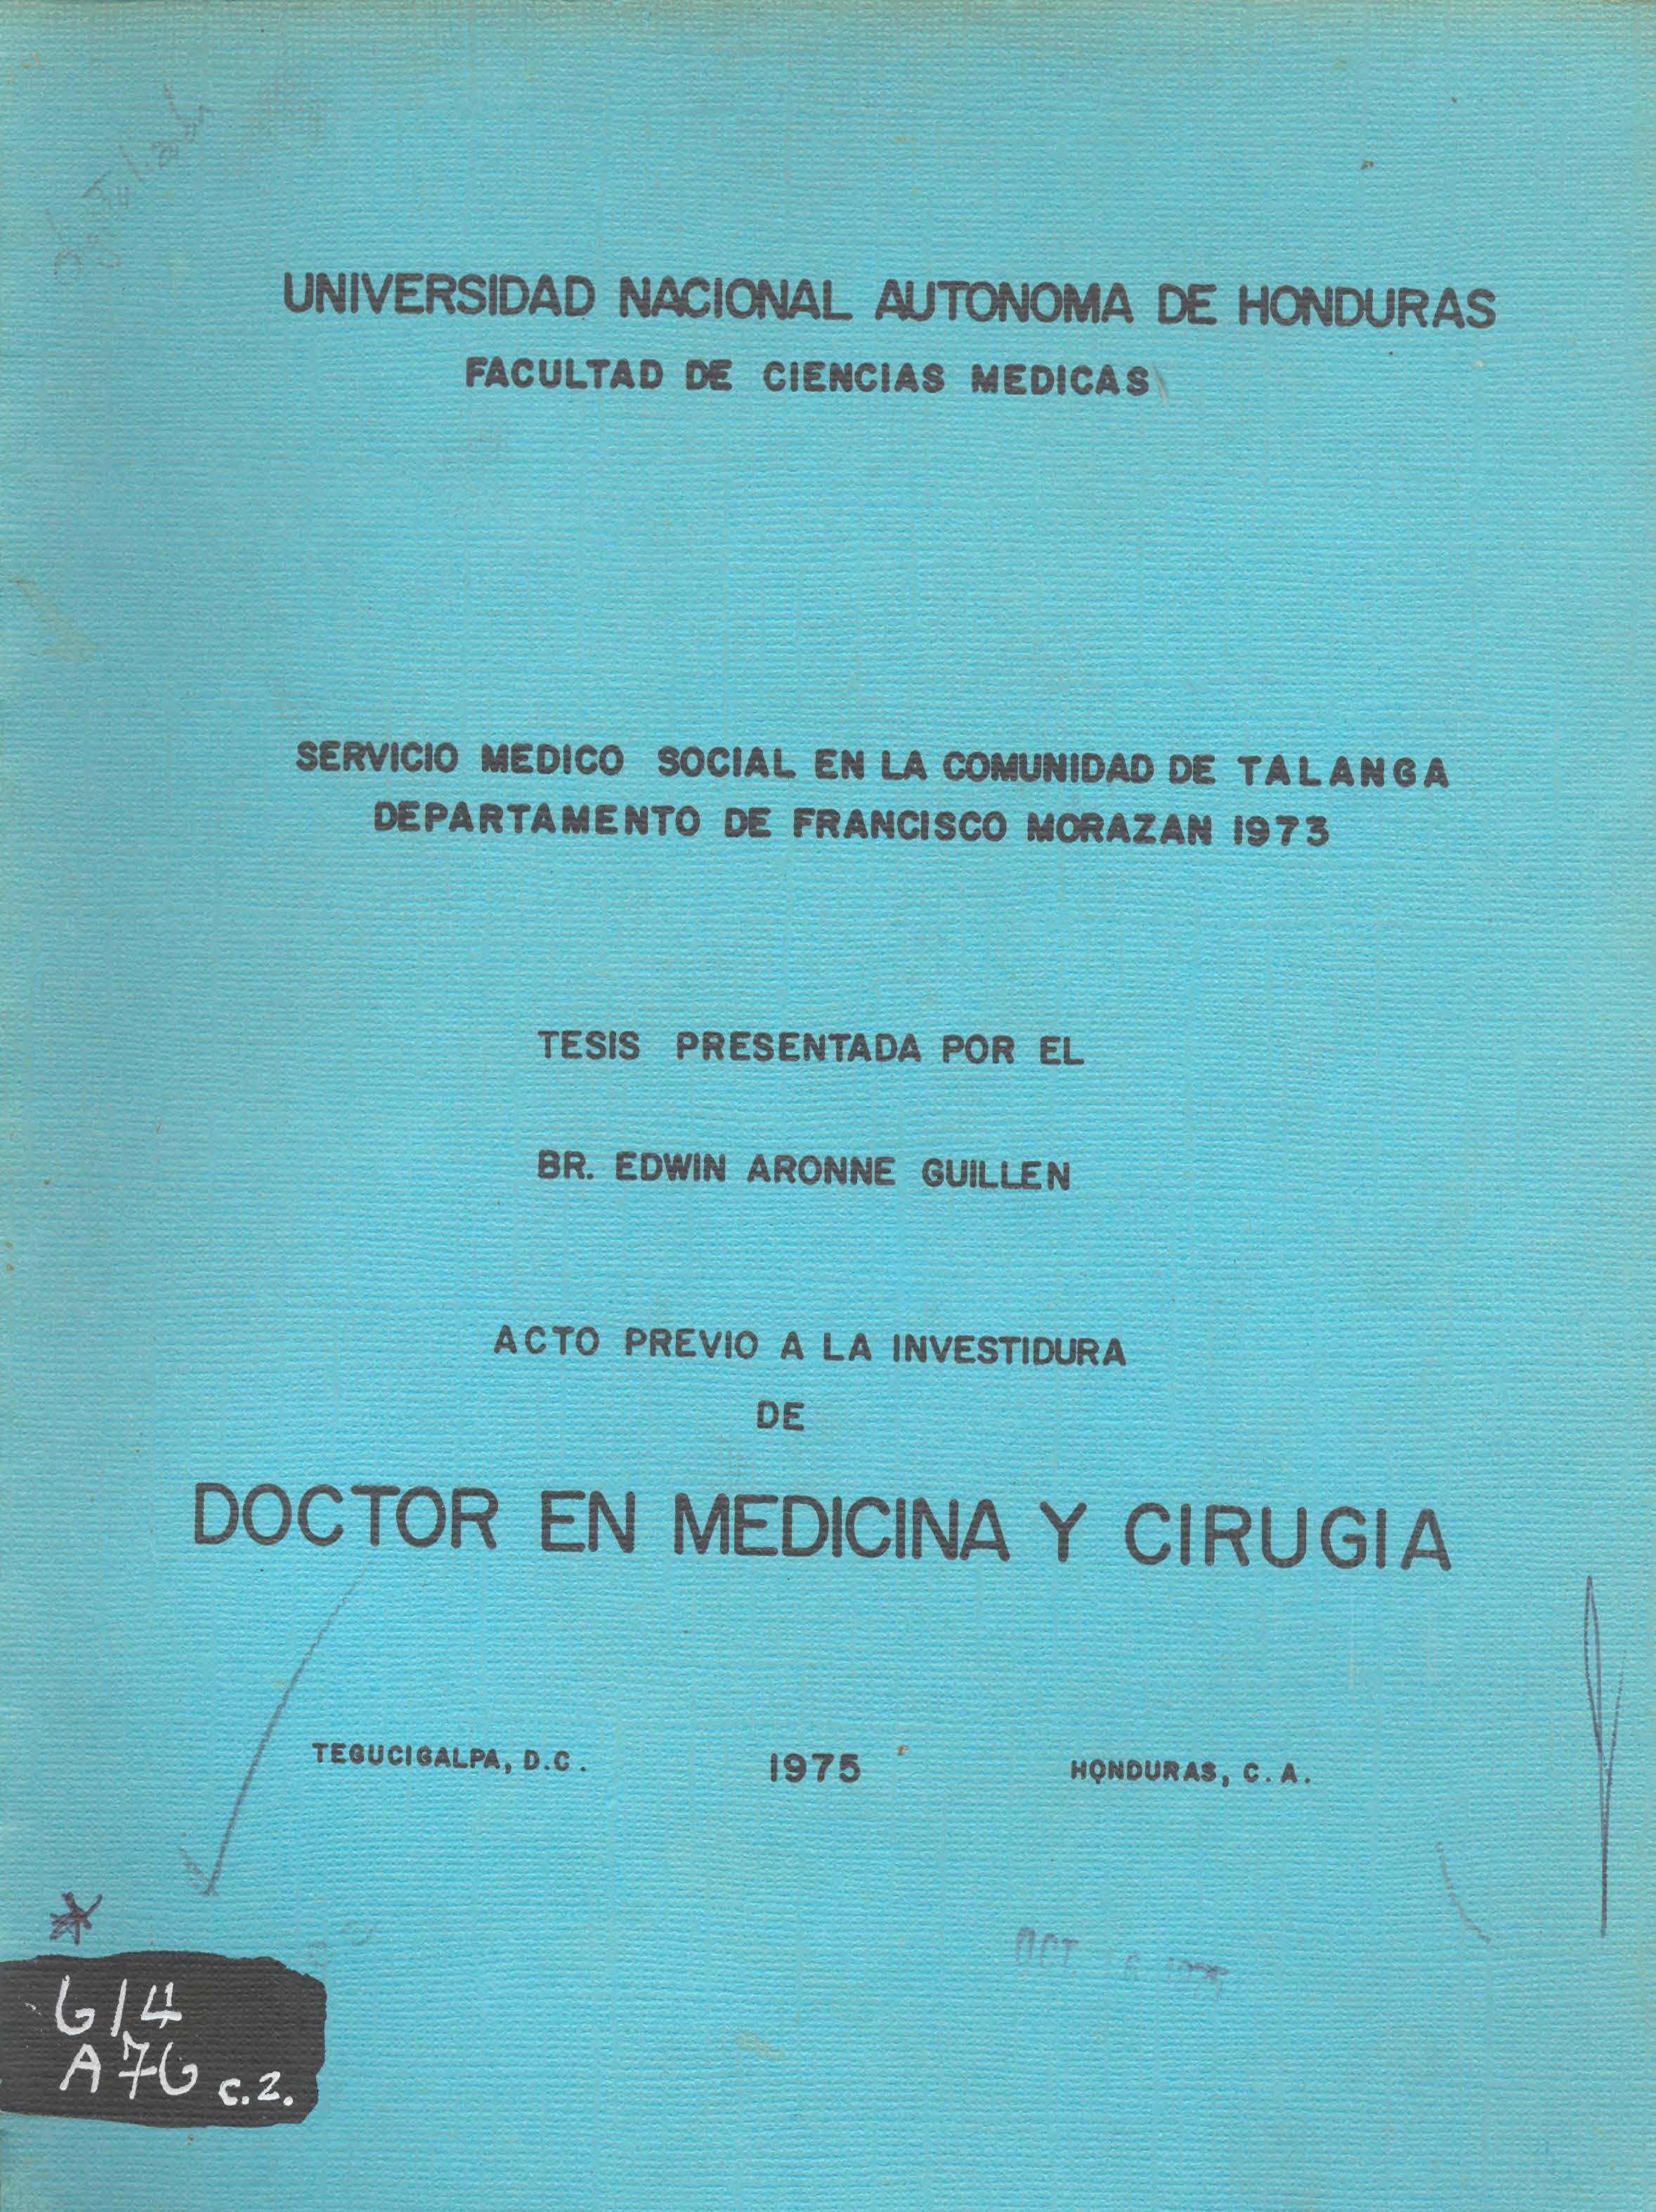 UNIVERSIDAD NACIONAL AUTONOMA DE HONDURAS
FACULTAD DE CIENCIAS MEDICAS
SERVICIO MEDICO SOCIAL EN LA COMUNIDAD DE TALANGA
DEPARTAMENTO DE FRANCISCO MORAZAN 1973
TESIS PRESENTADA POR EL
BR. EDWIN ARONNE GUILLEN
ACTO PREVIO A LA INVESTIDURA
DE
DOCTOR EN MEDICINA Y CIRUGIA
TEGUCIGALPA, D.C. 1975 HONDURAS, C.A.
OCT
614
A76 c.2.